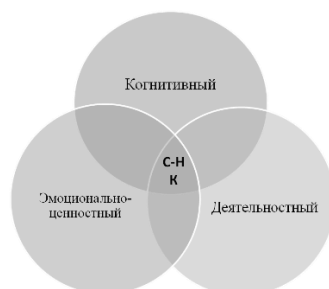 Когнитивный
С-Н
К
Эмоционально-
ценностный
Деятельностный